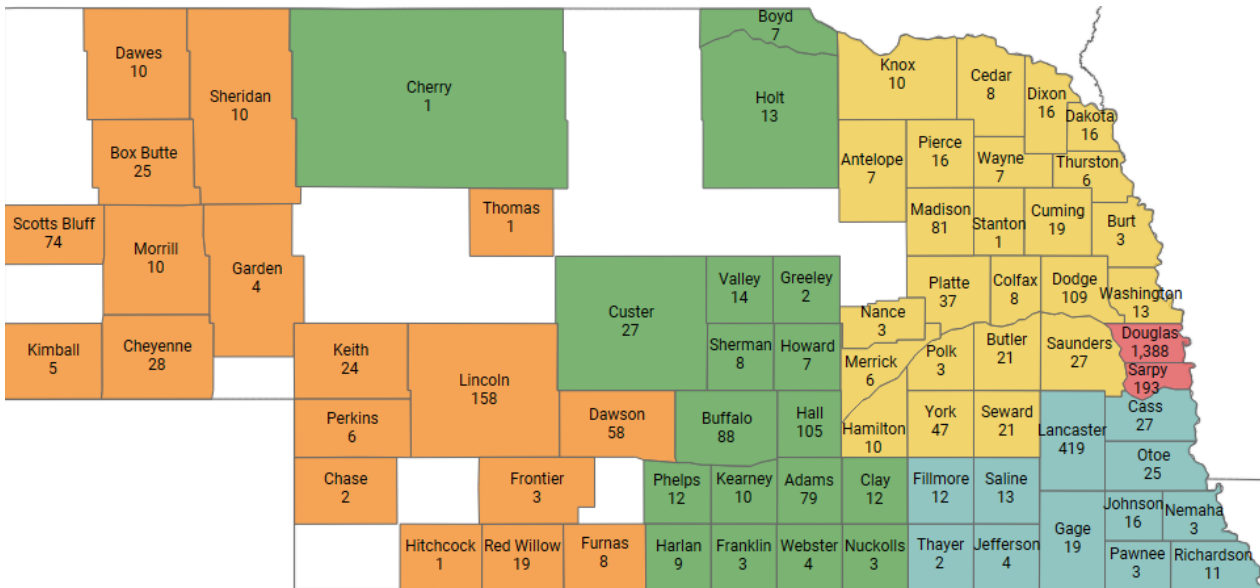 Dawes
10
Sheridan
10
Cherry
1
Boyd
7
Holt
13
Knox
10
Cedar
8
Dixon
16
Dakota
16
Box Butte
25
Antelope
7
Pierce
16
Wayne
7
Thurston
6
Scotts Bluff
74
Morrill
10
Garden
4
Thomas
1
Madison
81
Stanton
1
Cuming
19
Burt
3
Custer
27
Valley
14
Greeley
2
Platte
37
Colfax
8
Dodge
109
Washington
13
Nance
3
Kimball
5
Cheyenne
28
Keith
24
Lincoln
158
Sherman
8
Howard
7
Merrick
6
Polk
3
Butler
21
Saunders
27
Douglas
1,388
Sarpy
193
Perkins
6
Dawson
58
Buffalo
88
Hall
105
Hamilton
10
York
47
Seward
21
Lancaster
419
Cass
27
Otoe
25
Chase
2
Frontier
3
Phelps
12
Kearney
10
Adams
79
Clay
12
Fillmore
12
Saline
13
Gage
19
Johnson
16
Nemaha
3
Hitchcock
1
Red Willow
19
Furnas
8
Harlan
9
Franklin
3
Webster
4
Nuckolls
3
Thayer
2
Jefferson
4
Pawnee
3
Richardson
11